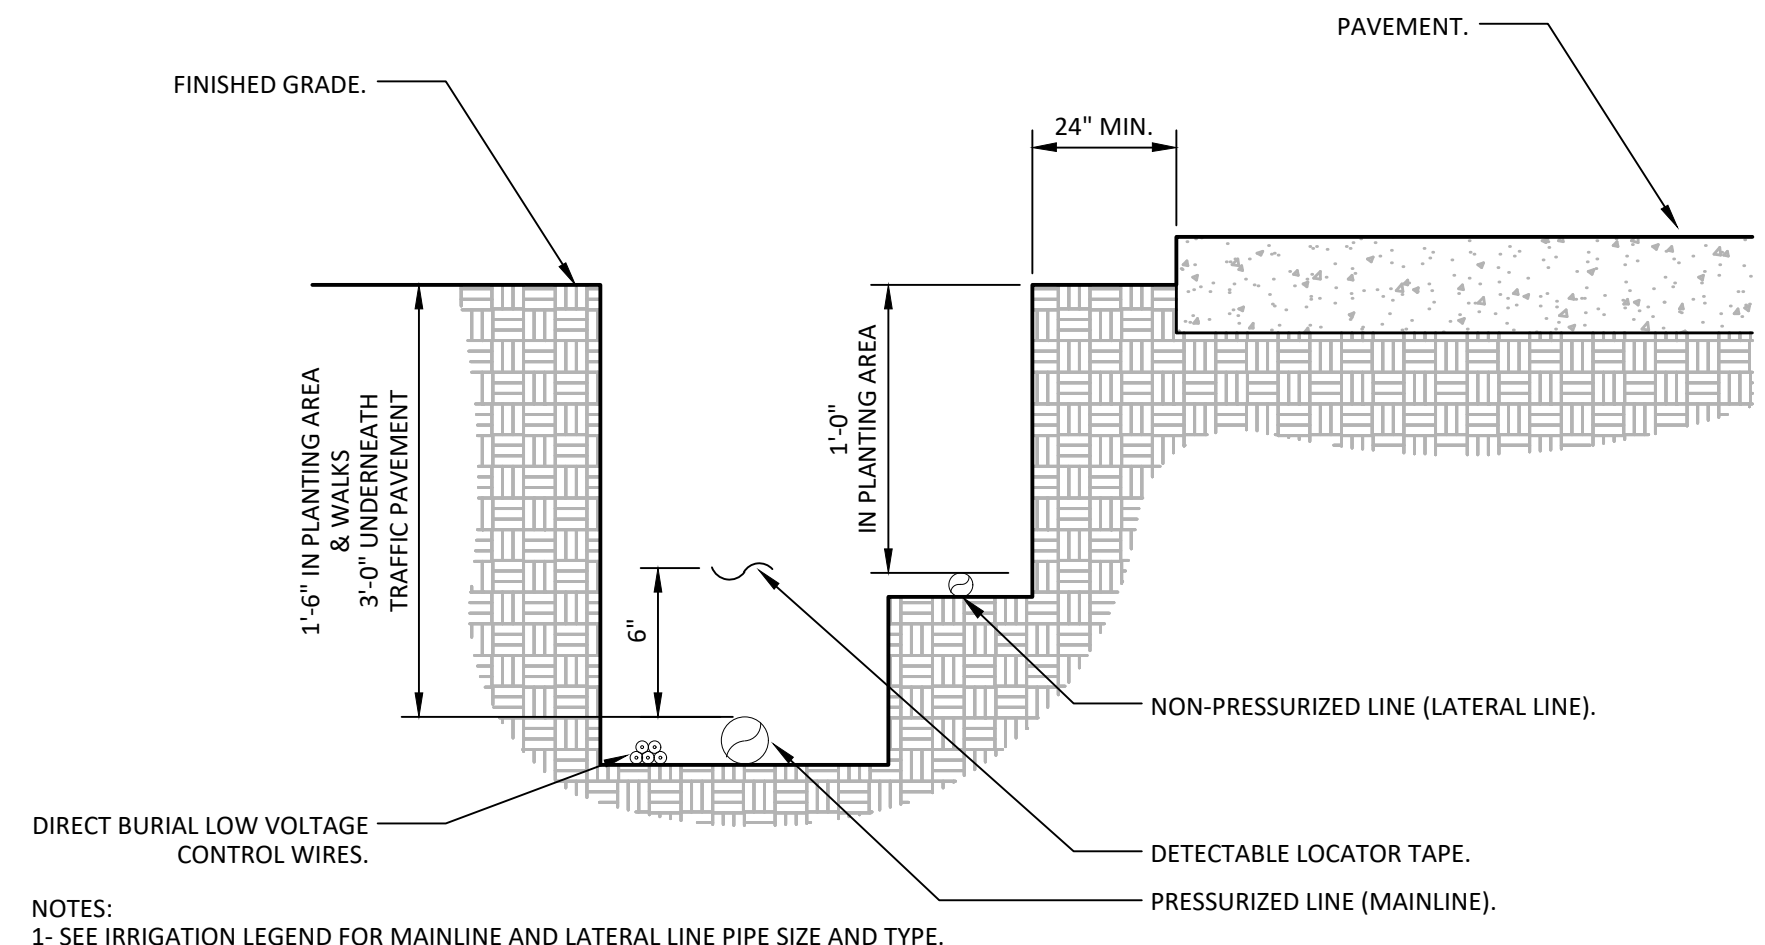 PAVEMENT.
FINISHED GRADE.
24" MIN.
1'-6" IN PLANTING AREA
& WALKS
3'-0" UNDERNEATH
TRAFFIC PAVEMENT
1'-0"
IN PLANTING AREA
6"
NON-PRESSURIZED LINE (LATERAL LINE).
DIRECT BURIAL LOW VOLTAGE
CONTROL WIRES.
DETECTABLE LOCATOR TAPE.
PRESSURIZED LINE (MAINLINE).
NOTES:
1- SEE IRRIGATION LEGEND FOR MAINLINE AND LATERAL LINE PIPE SIZE AND TYPE.